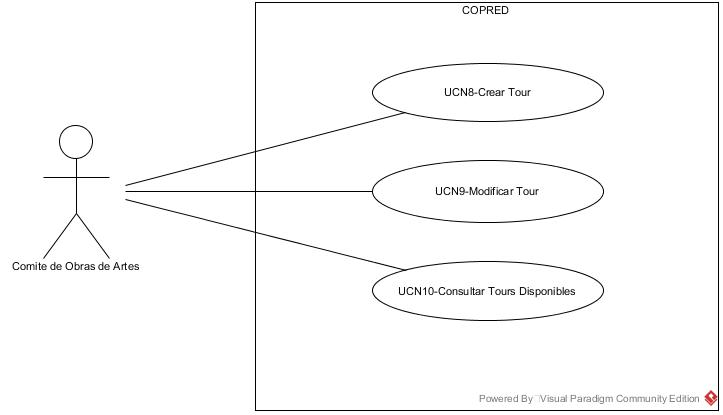 COPRED
UCN8-Crear Tour
UCN9-Modificar Tour
Comite de Obras de Artes
UCN10-Consultar Tours Disponibles
Powered By Visual Paradigm Community Edition